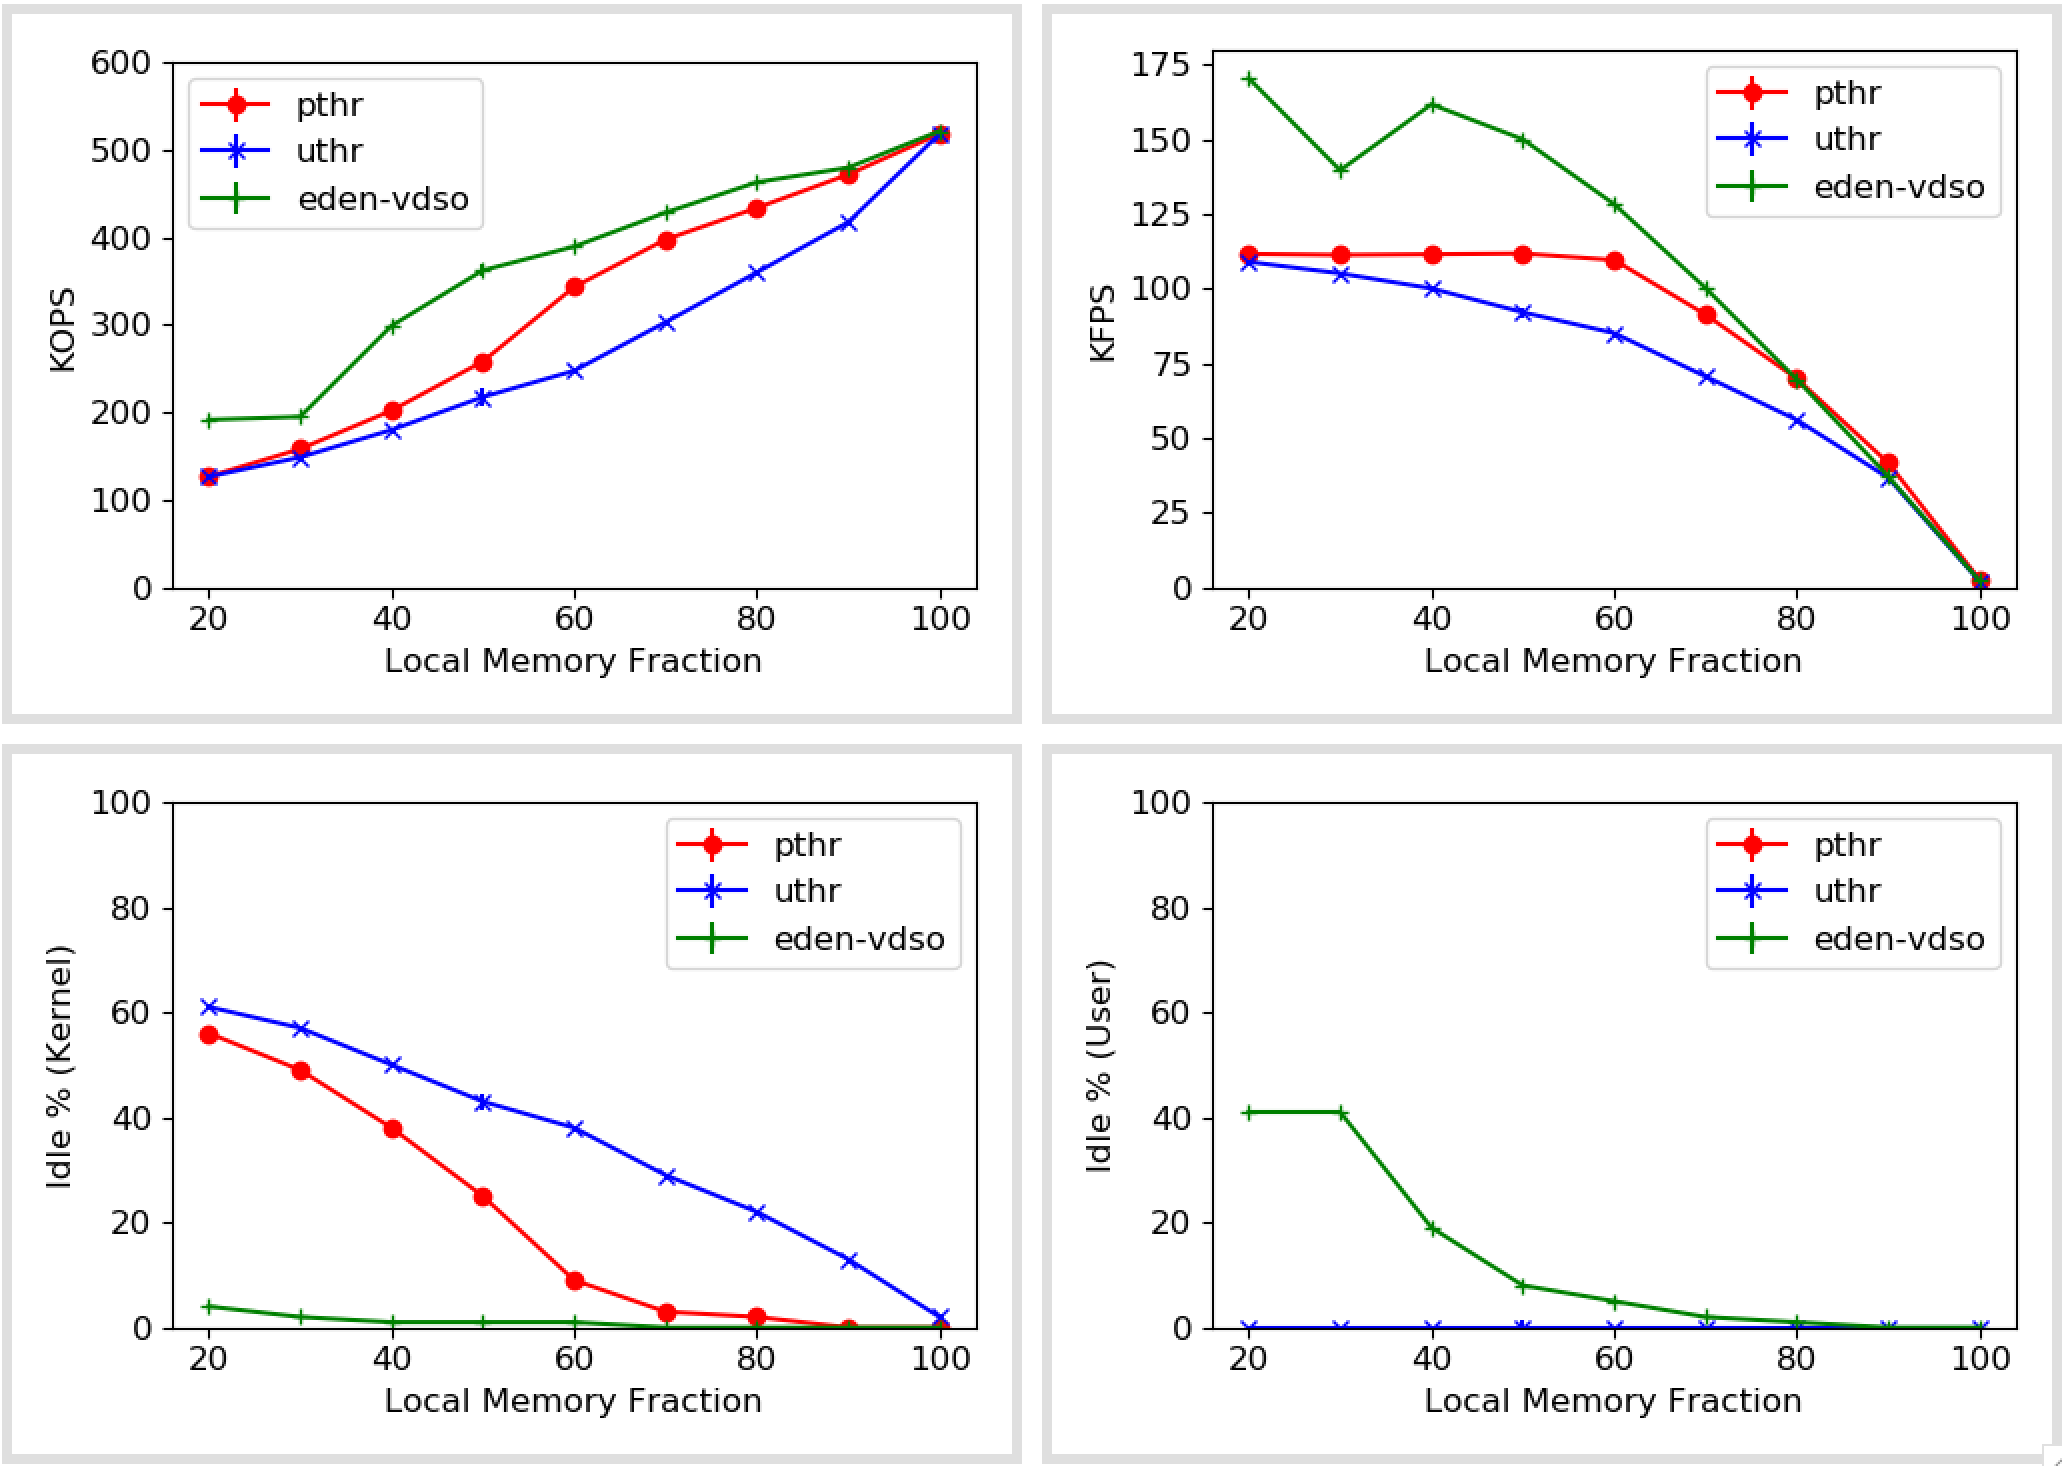 600
500
400
300
200
100
0
KOPS
pthr
uthr
eden-vdso
20 40 60 80 100
Local Memory Fraction
175
150
125
100
75
50
25
0
KFPS
pthr
uthr
eden-vdso
20 40 60 80 100
Local Memory Fraction
100
80
60
40
20
0
Idle % (Kernel)
pthr
uthr
eden-vdso
20 40 60 80 100
Local Memory Fraction
100
80
60
40
20
0
Idle % (User)
pthr
uthr
eden-vdso
20 40 60 80 100
Local Memory Fraction